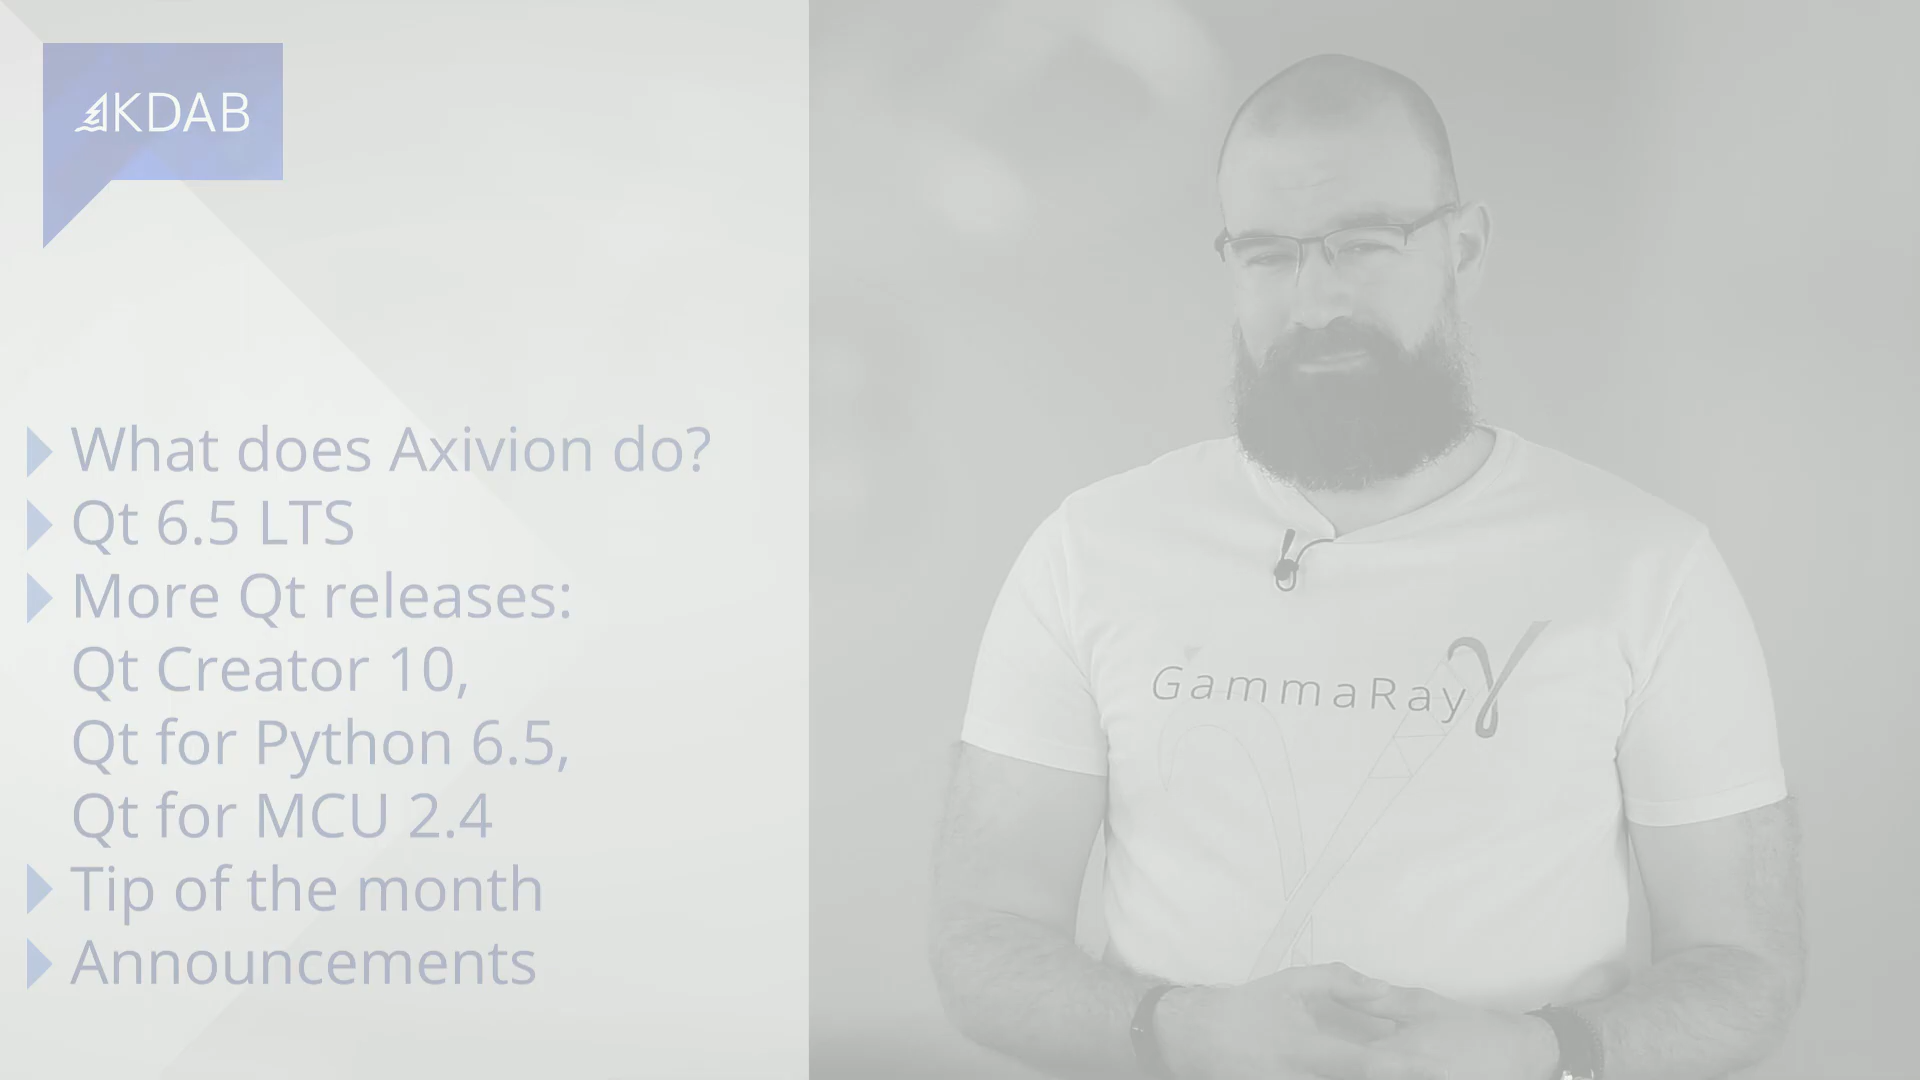 KDAB
What does Axivion do?
Qt 6.5 LTS
More Qt releases:
Qt Creator 10,
Qt for Python 6.5,
Qt for MCU 2.4
Tip of the month
Announcements
GammaRay